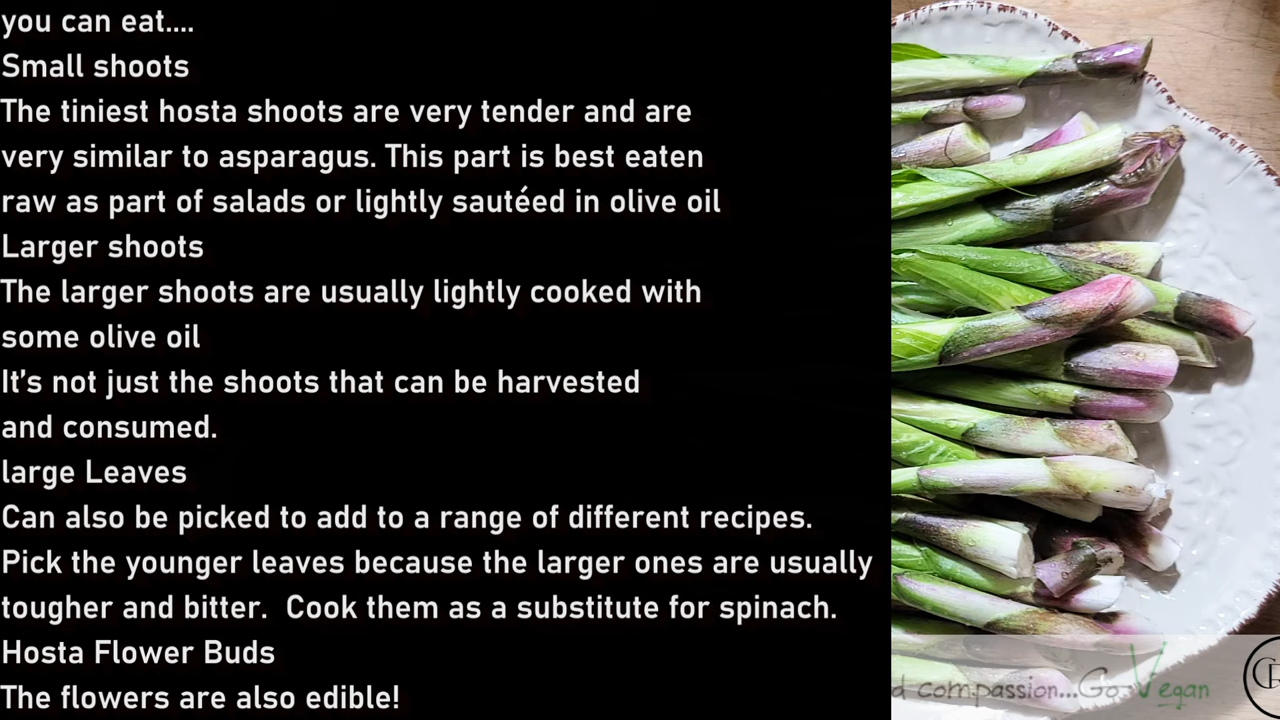 you can eat....
Small shoots
The tiniest hosta shoots are very tender and are
very similar to asparagus. This part is best eaten
raw as part of salads or lightly sautéed in olive oil
Larger shoots
The larger shoots are usually lightly cooked with
some olive oil
It’s not just the shoots that can be harvested
and consumed.
large Leaves
Can also be picked to add to a range of different recipes.
Pick the younger leaves because the larger ones are usually
tougher and bitter.  Cook them as a substitute for spinach.
Hosta Flower Buds
The flowers are also edible!
compassion...Go Vegan